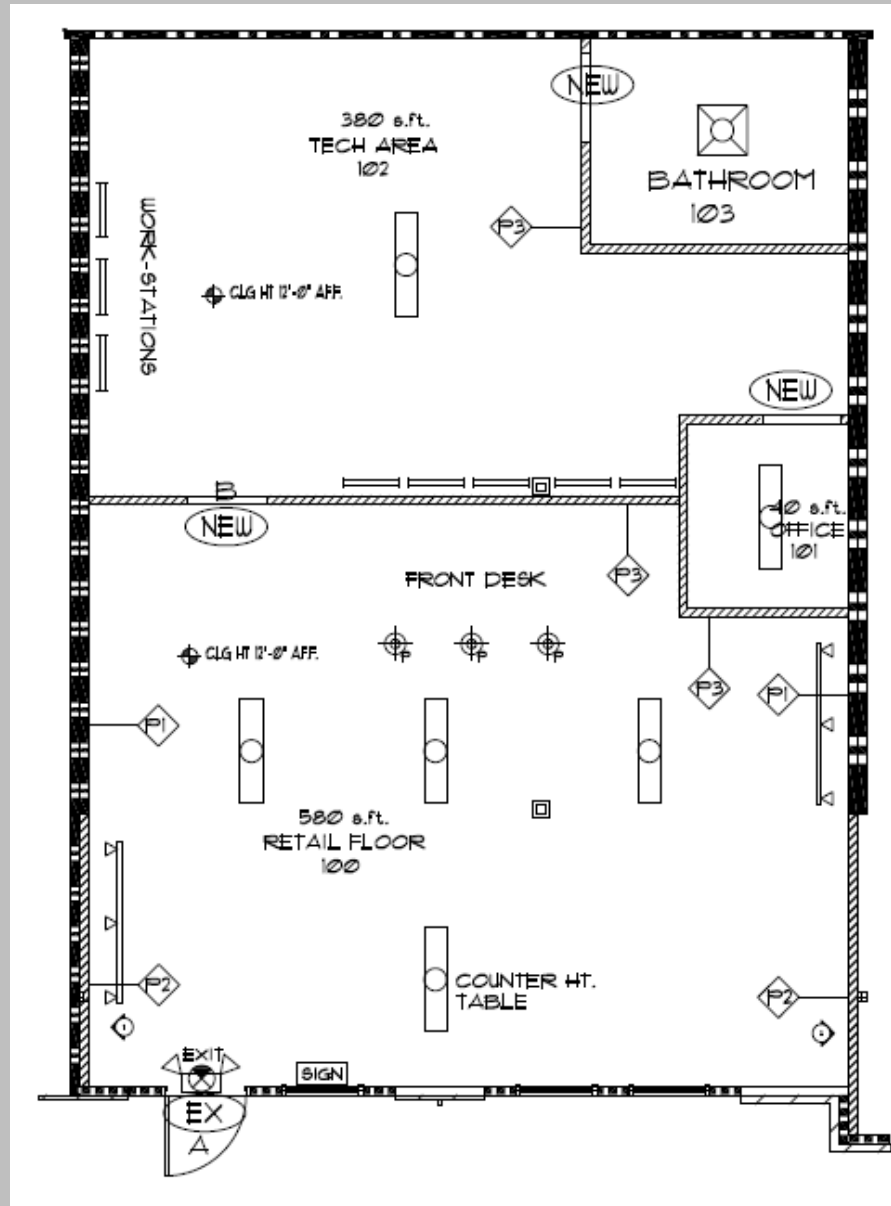 NEW
380 s.ft.
TECH AREA
102
BATHROOM
103
P3
WORK-STATIONS
CLG HT 12'-0" AFF.
NEW
B
NEW
40 s.ft.
OFFICE
101
FRONT DESK
P3
P
P
P
CLG HT 12'-0" AFF.
P3
P1
P1
580 s.ft.
RETAIL FLOOR
100
COUNTER HT.
TABLE
P2
P2
EXIT
SIGN
EX
A